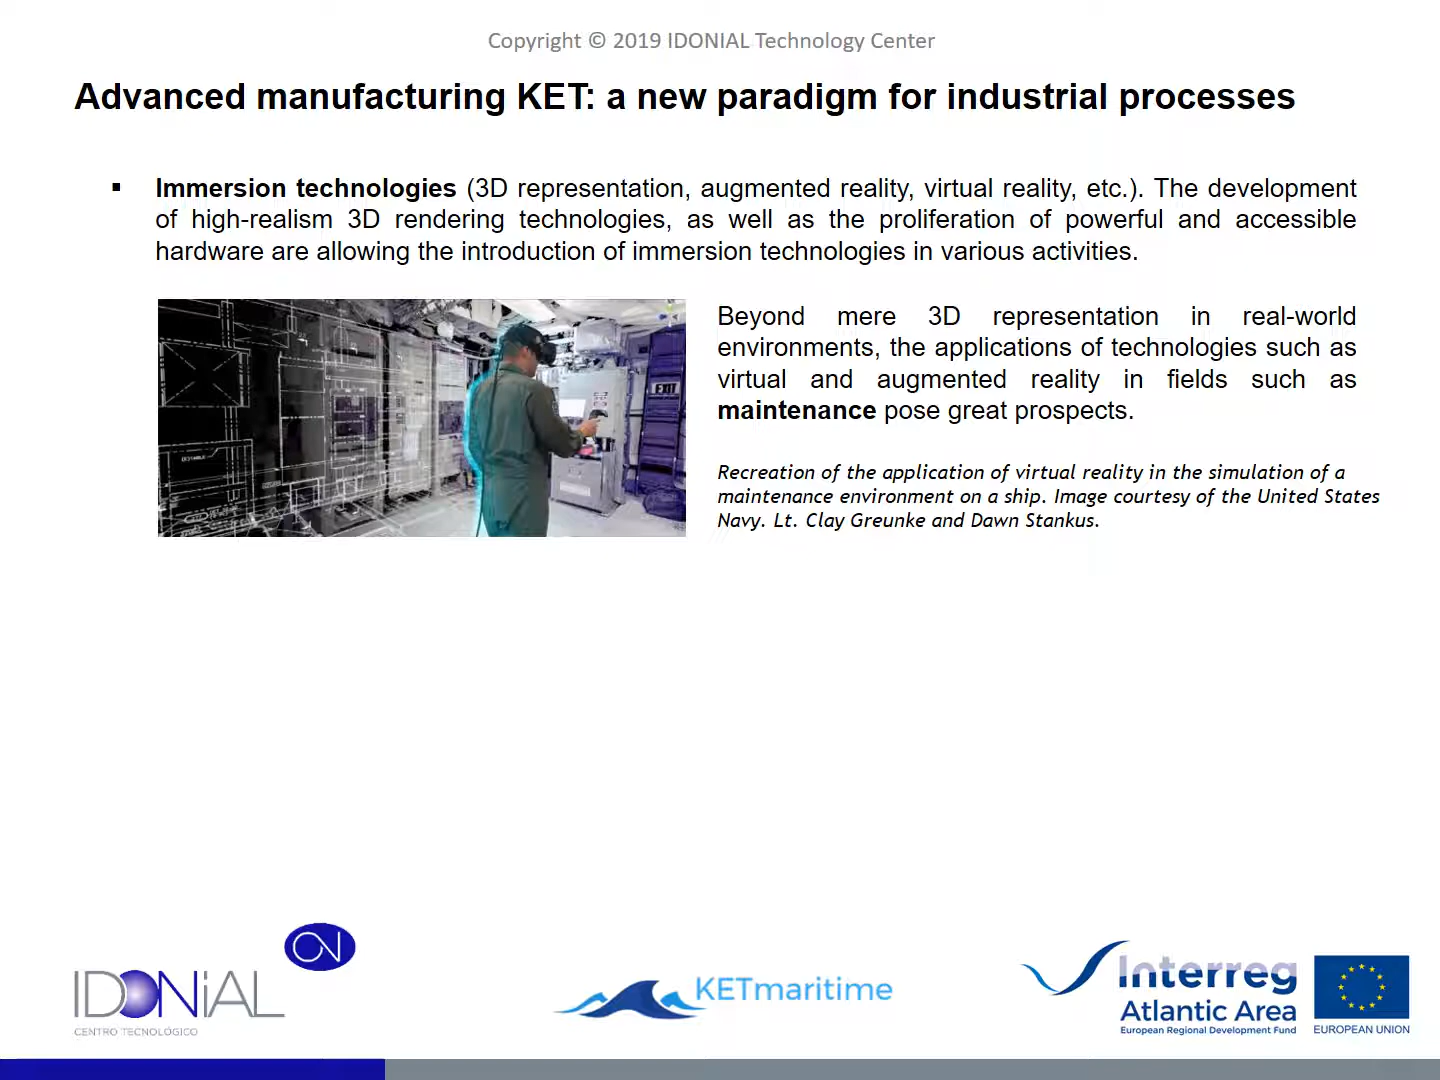 Copyright © 2019 IDONIAL Technology Center
Advanced manufacturing KET: a new paradigm for industrial processes
▪ Immersion technologies (3D representation, augmented reality, virtual reality, etc.). The development
of high-realism 3D rendering technologies, as well as the proliferation of powerful and accessible
hardware are allowing the introduction of immersion technologies in various activities.
Beyond mere 3D representation in real-world
environments, the applications of technologies such as
virtual and augmented reality in fields such as
maintenance pose great prospects.
EXIT
Recreation of the application of virtual reality in the simulation of a
maintenance environment on a ship. Image courtesy of the United States
Navy. Lt. Clay Greunke and Dawn Stankus.
IDONiAL
CENTRO TECNOLÓGICO
KETmaritime
Interreg
Atlantic Area
European Regional Development Fund
EUROPEAN UNION